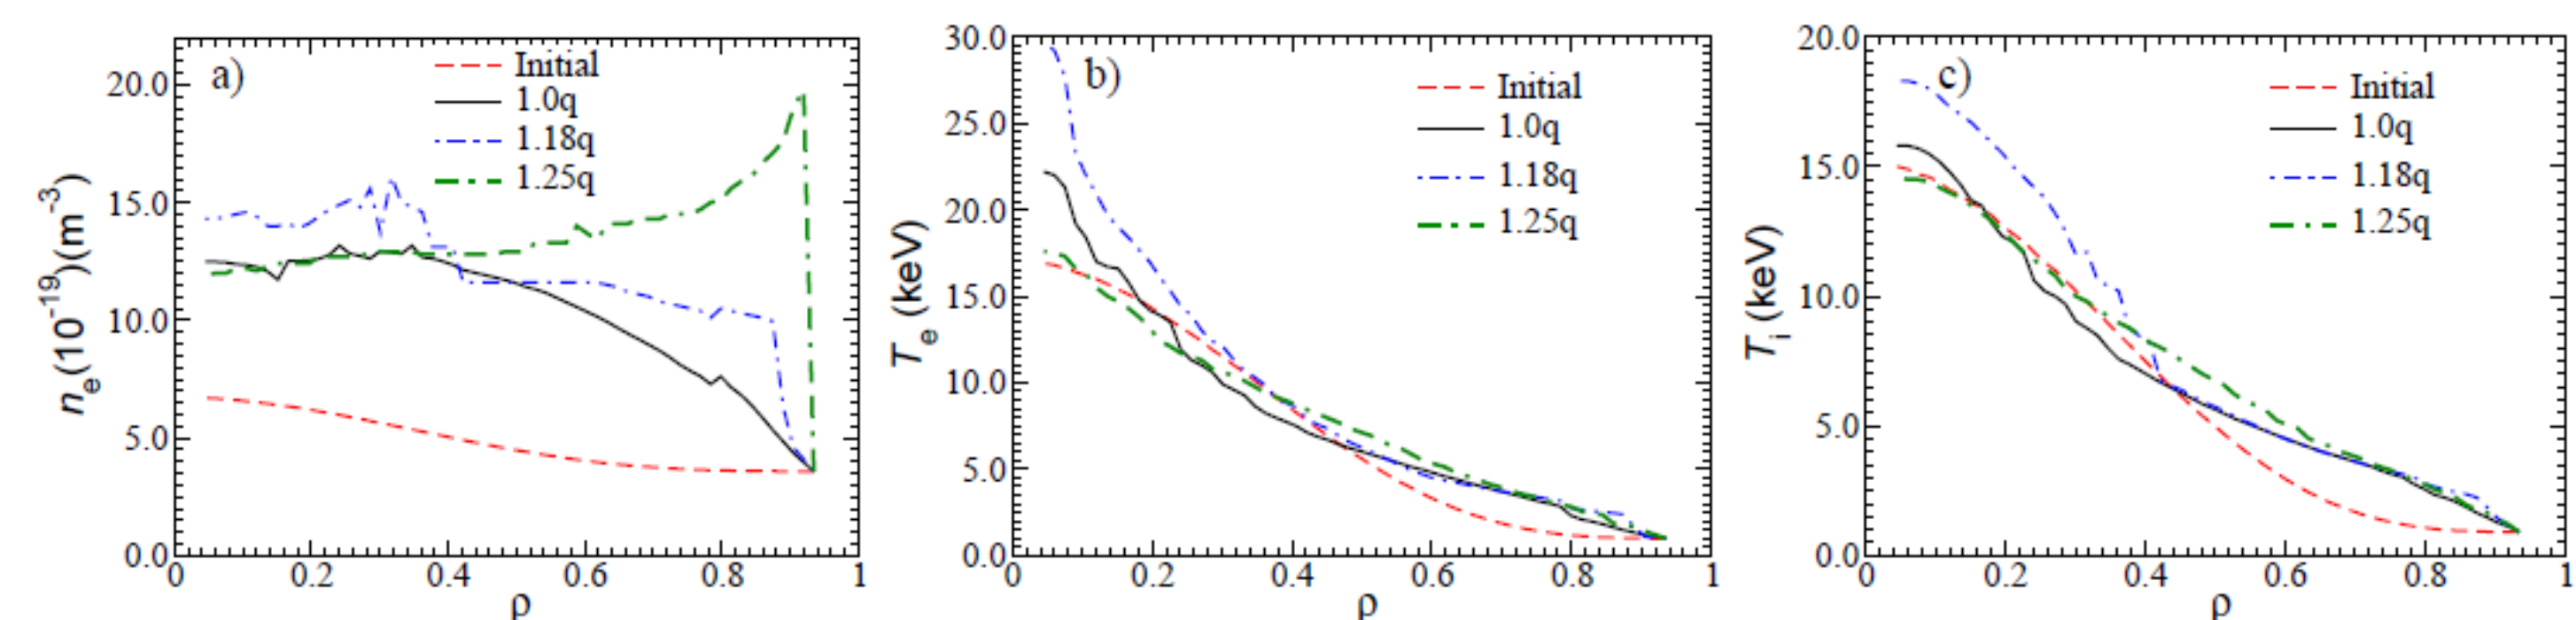 a)
Initial
1.0q
1.18q
1.25q
20.0
15.0
10.0
5.0
0.0
0 0.2 0.4 0.6 0.8 1
ρ
nₑ(10⁻¹⁹)(m⁻³)
b)
Initial
1.0q
1.18q
1.25q
30.0
25.0
20.0
15.0
10.0
5.0
0.0
0 0.2 0.4 0.6 0.8 1
ρ
Tₑ (keV)
c)
Initial
1.0q
1.18q
1.25q
20.0
15.0
10.0
5.0
0.0
0 0.2 0.4 0.6 0.8 1
ρ
Tᵢ (keV)